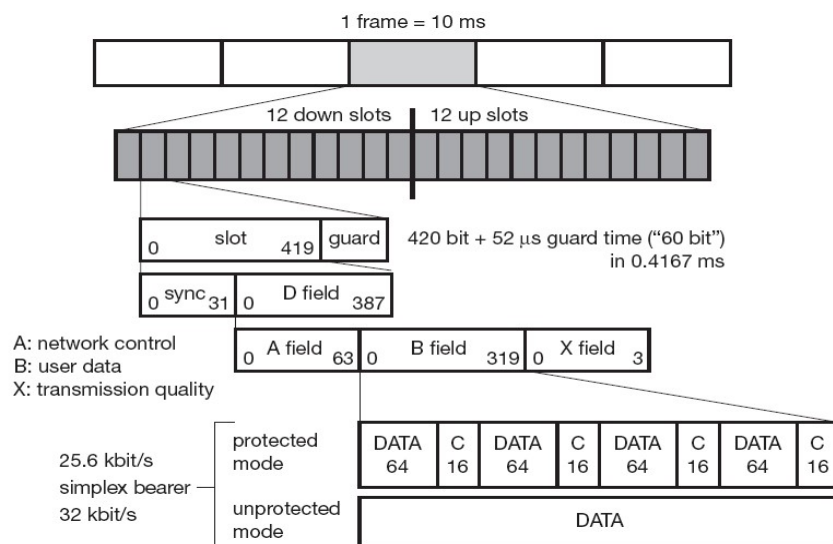 1 frame = 10 ms
12 down slots 12 up slots
0 slot 419 guard
420 bit + 52 μs guard time (“60 bit”)
in 0.4167 ms
0 sync 31 0 D field 387
A: network control
B: user data
X: transmission quality
0 A field 63 0 B field 319 0 X field 3
25.6 kbit/s
simplex bearer
32 kbit/s
protected
mode
DATA C DATA C DATA C DATA C
64 16 64 16 64 16 64 16
unprotected
mode
DATA